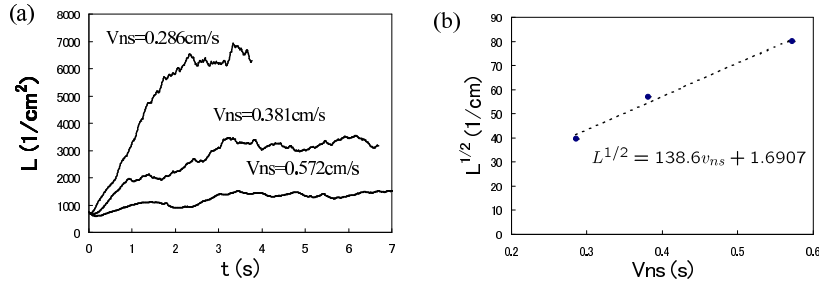 (a)
8000
7000
6000
5000
4000
3000
2000
1000
0
L (1/cm²)
Vns=0.286cm/s
Vns=0.381cm/s
Vns=0.572cm/s
0 1 2 3 4 5 6 7
t (s)
(b)
90
80
70
60
50
40
30
20
10
0
L^{1/2} (1/cm)
L^{1/2} = 138.6v_{ns} + 1.6907
0.2 0.3 0.4 0.5 0.6
Vns (s)